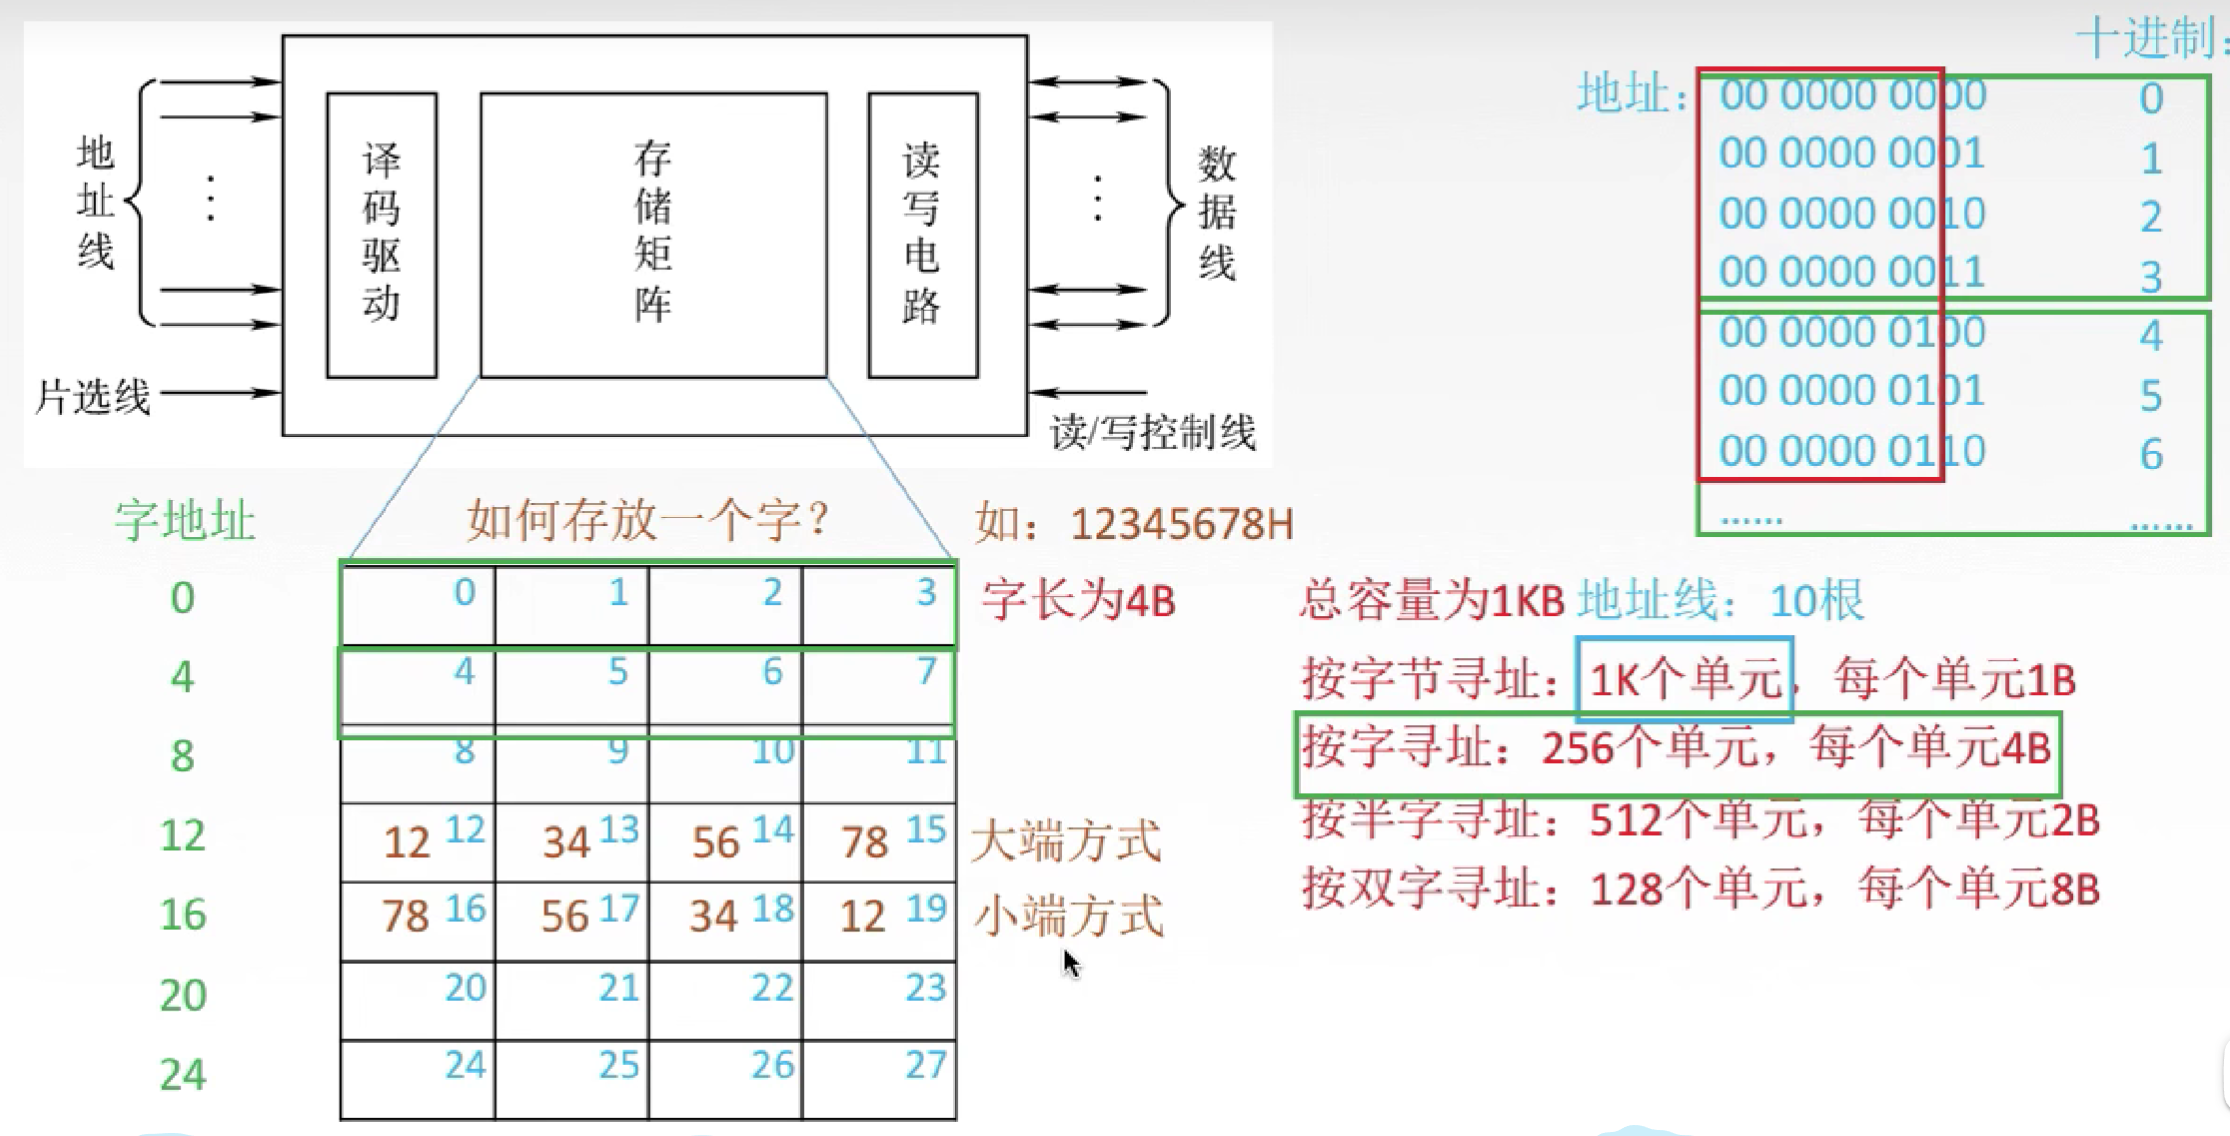 十进制:
地址: 00 0000 0000 0
00 0000 0001 1
00 0000 0010 2
00 0000 0011 3
00 0000 0100 4
00 0000 0101 5
00 0000 0110 6
…… ……
地址线
译码驱动
存储矩阵
读写电路
数据线
片选线
读/写控制线
字地址 如何存放一个字? 如: 12345678H
0 0 1 2 3 字长为4B
4 4 5 6 7
8 8 9 10 11
12 12 12 34 13 56 14 78 15 大端方式
16 78 16 56 17 34 18 12 19 小端方式
20 20 21 22 23
24 24 25 26 27
总容量为1KB 地址线: 10根
按字节寻址: 1K个单元, 每个单元1B
按字寻址: 256个单元, 每个单元4B
按半字寻址: 512个单元, 每个单元2B
按双字寻址: 128个单元, 每个单元8B